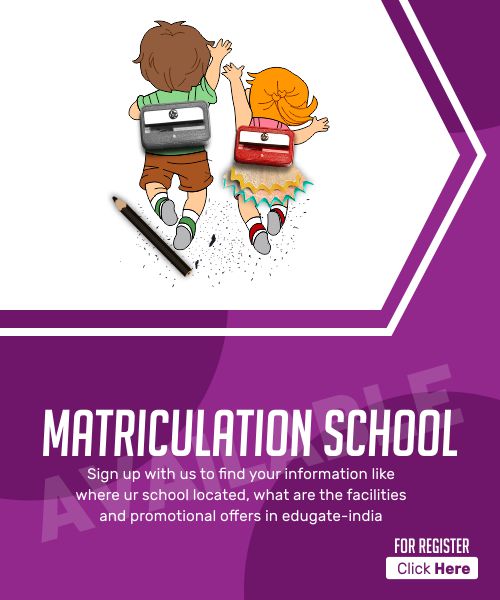 MATRICULATION SCHOOL
AVAILABLE
Sign up with us to find your information like
where ur school located, what are the facilities
and promotional offers in edugate-india
FOR REGISTER
Click Here